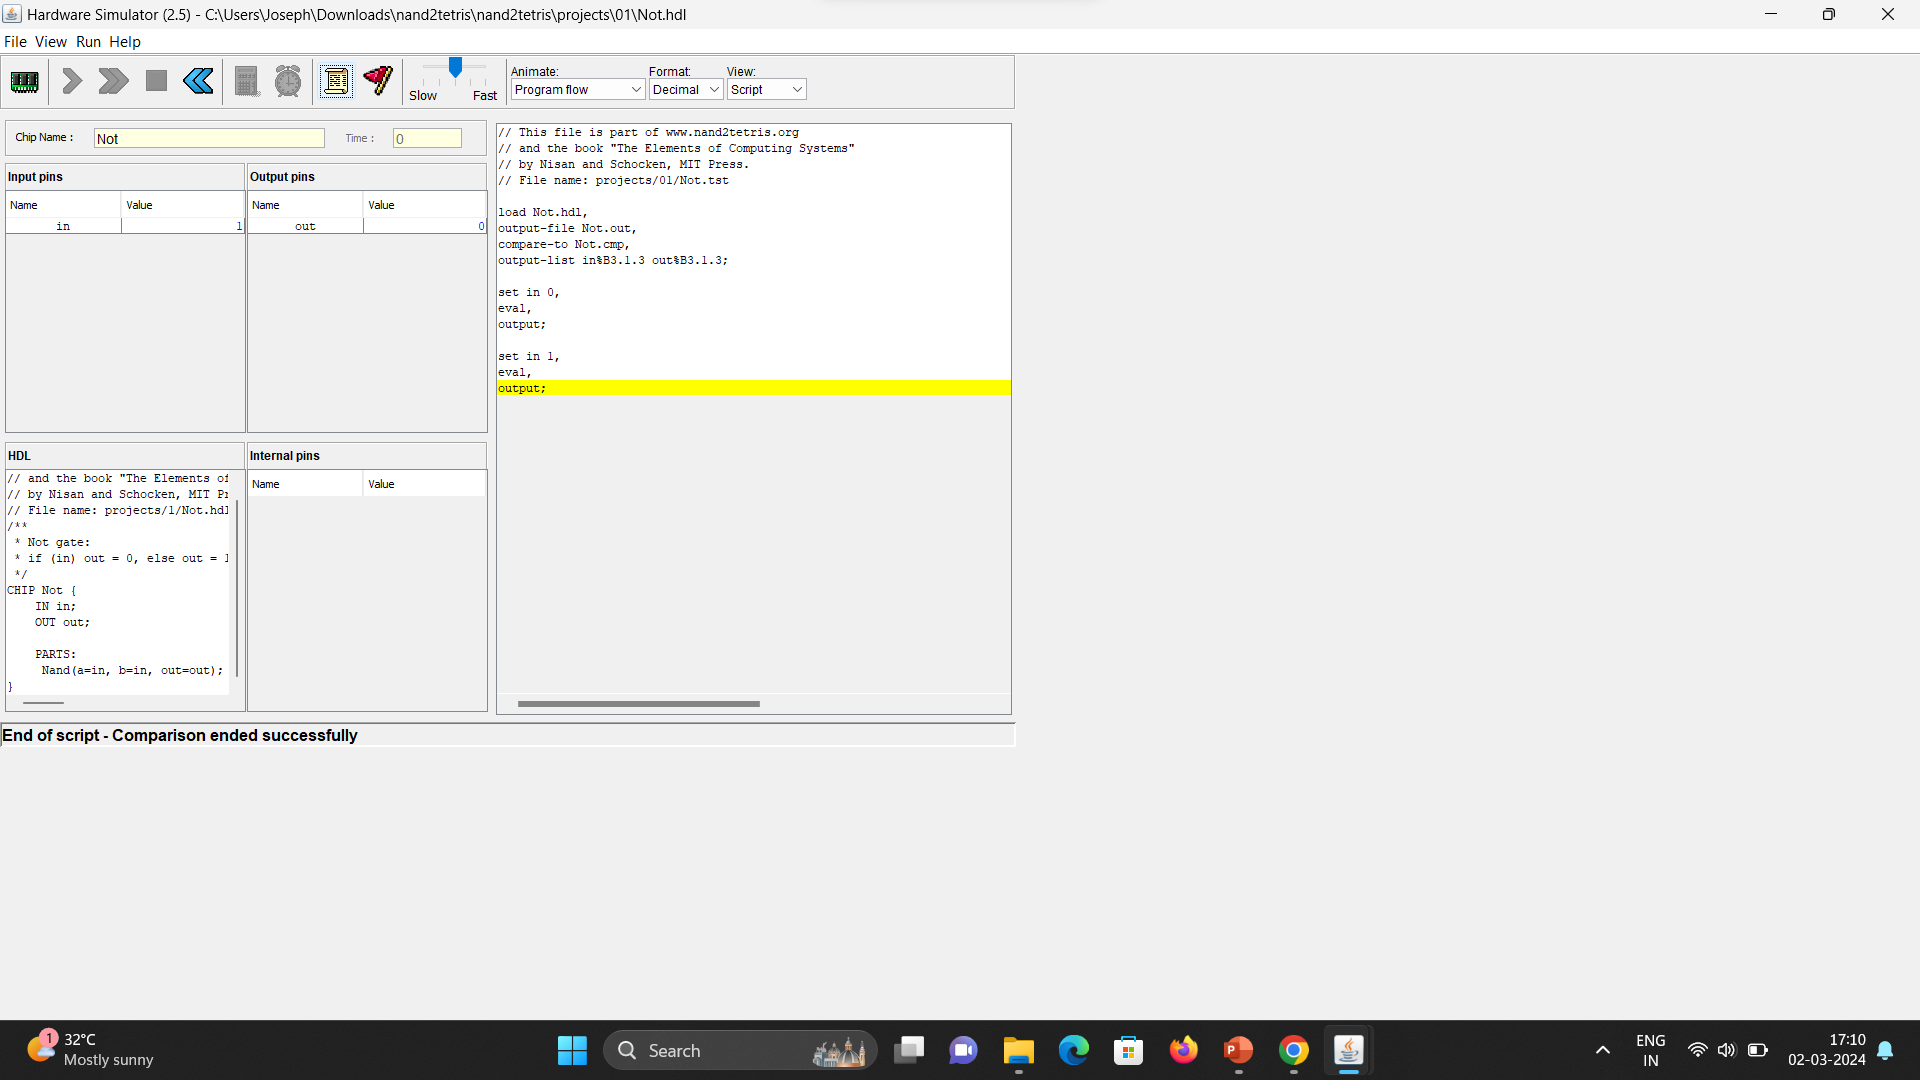 Hardware Simulator (2.5) - C:\Users\Joseph\Downloads\nand2tetris\nand2tetris\projects\01\Not.hdl
File View Run Help
Slow Fast
Animate: Format: View:
Program flow Decimal Script
Chip Name : Not Time : 0
Input pins Output pins
Name Value Name Value
in 1 out 0
// This file is part of www.nand2tetris.org
// and the book "The Elements of Computing Systems"
// by Nisan and Schocken, MIT Press.
// File name: projects/01/Not.tst
load Not.hdl,
output-file Not.out,
compare-to Not.cmp,
output-list in%B3.1.3 out%B3.1.3;
set in 0,
eval,
output;
set in 1,
eval,
output;
HDL Internal pins
Name Value
// and the book "The Elements of
// by Nisan and Schocken, MIT Pr
// File name: projects/1/Not.hdl
/**
* Not gate:
* if (in) out = 0, else out = 1
*/
CHIP Not {
IN in;
OUT out;
PARTS:
Nand(a=in, b=in, out=out);
}
End of script - Comparison ended successfully
1
32°C
Mostly sunny
Search
ENG
IN
17:10
02-03-2024